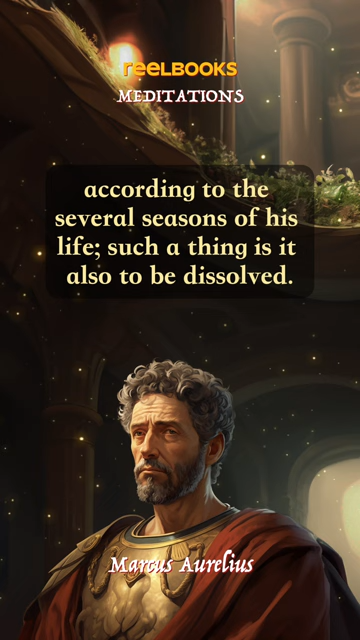 reelbooks
MEDITATIONS
according to the
several seasons of his
life; such a thing is it
also to be dissolved.
Marcus Aurelius